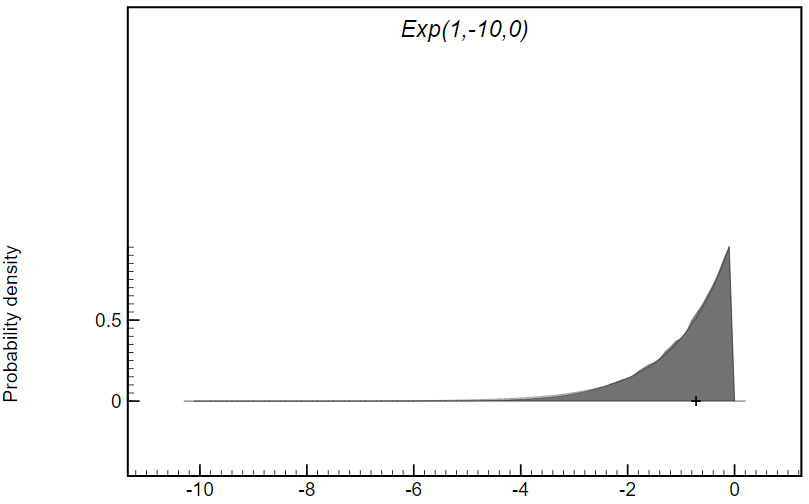 Exp(1,-10,0)
Probability density
0.5
0
-10 -8 -6 -4 -2 0